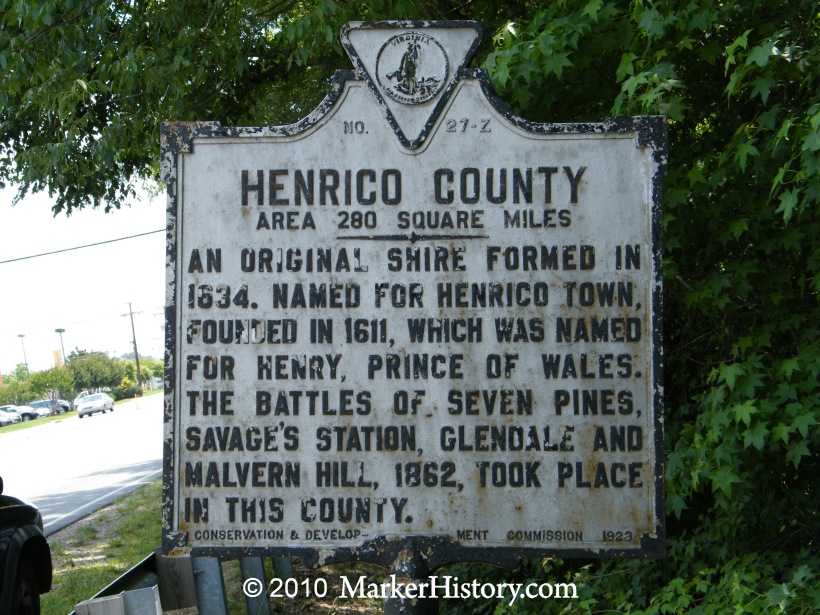 VIRGINIA
NO. 27-Z
HENRICO COUNTY
AREA 280 SQUARE MILES
AN ORIGINAL SHIRE FORMED IN
1634. NAMED FOR HENRICO TOWN,
FOUNDED IN 1611, WHICH WAS NAMED
FOR HENRY, PRINCE OF WALES.
THE BATTLES OF SEVEN PINES,
SAVAGE'S STATION, GLENDALE AND
MALVERN HILL, 1862, TOOK PLACE
IN THIS COUNTY.
CONSERVATION & DEVELOP- MENT COMMISSION 1923
© 2010 MarkerHistory.com